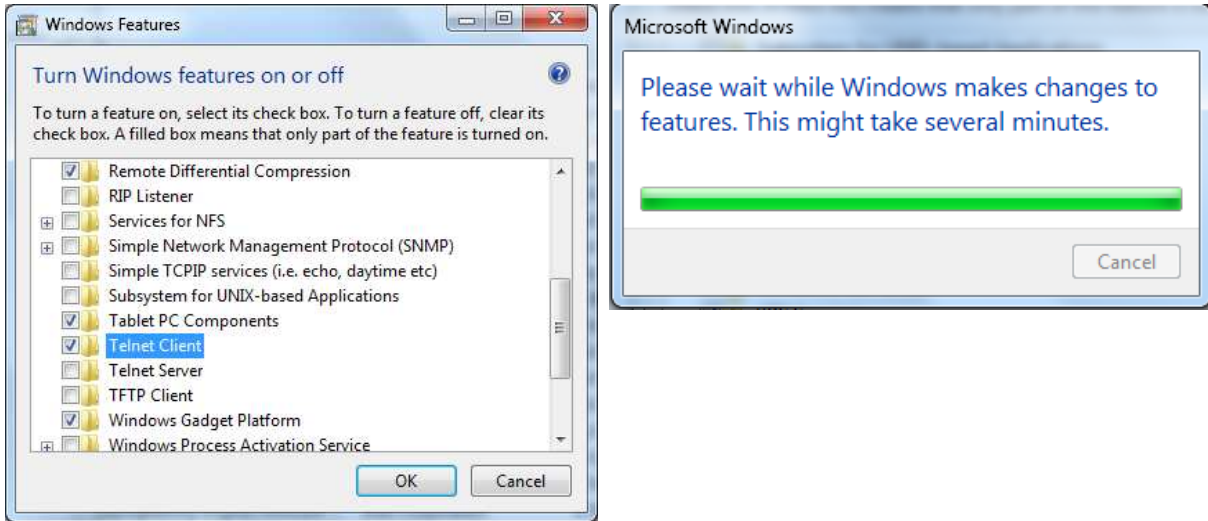 Windows Features
Turn Windows features on or off
To turn a feature on, select its check box. To turn a feature off, clear its
check box. A filled box means that only part of the feature is turned on.
Remote Differential Compression
RIP Listener
Services for NFS
Simple Network Management Protocol (SNMP)
Simple TCPIP services (i.e. echo, daytime etc)
Subsystem for UNIX-based Applications
Tablet PC Components
Telnet Client
Telnet Server
TFTP Client
Windows Gadget Platform
Windows Process Activation Service
OK
Cancel
Microsoft Windows
Please wait while Windows makes changes to
features. This might take several minutes.
Cancel